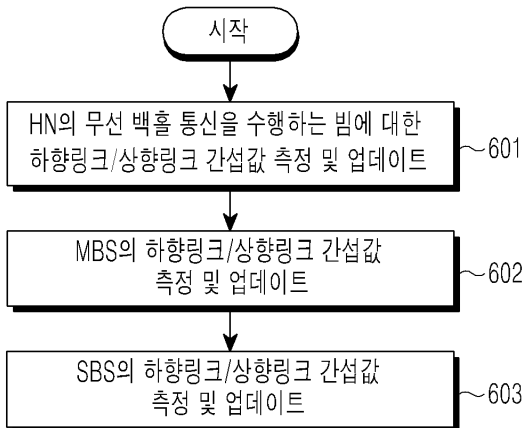 시작
HN의 무선 백홀 통신을 수행하는 빔에 대한
하향링크/상향링크 간섭값 측정 및 업데이트
601
MBS의 하향링크/상향링크 간섭값
측정 및 업데이트
602
SBS의 하향링크/상향링크 간섭값
측정 및 업데이트
603